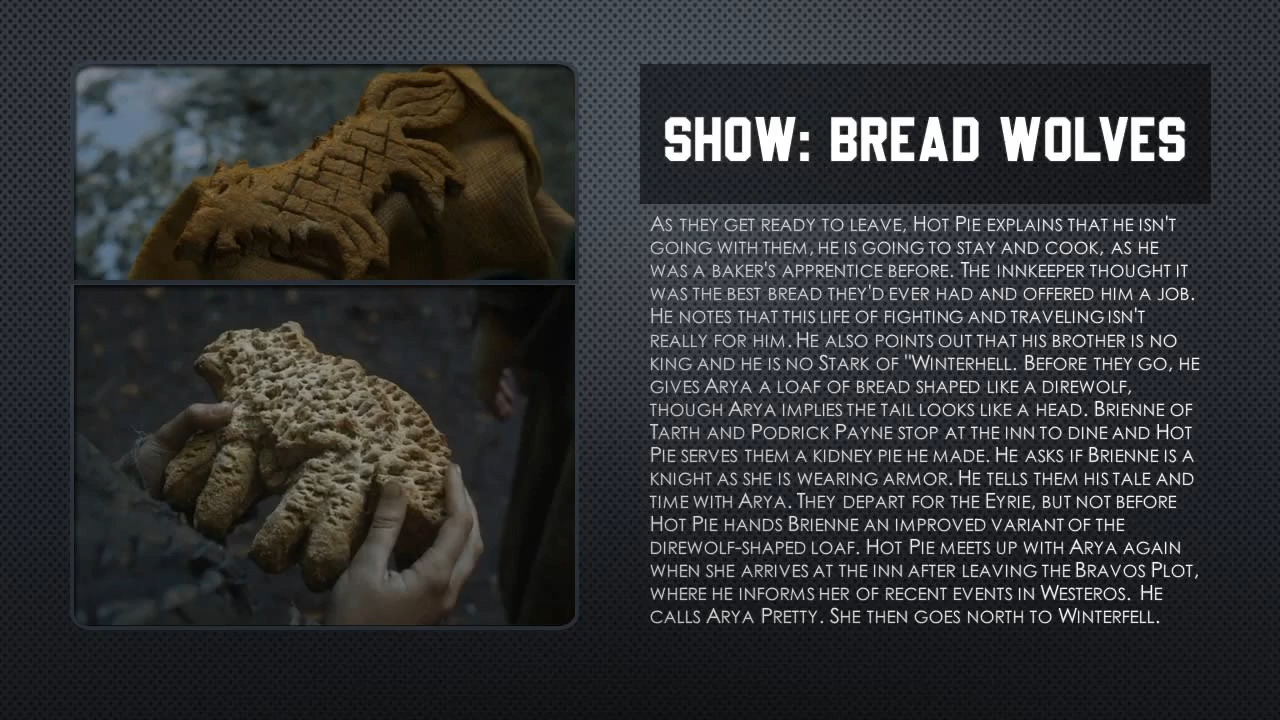 SHOW: BREAD WOLVES
As they get ready to leave, Hot Pie explains that he isn't
going with them, he is going to stay and cook, as he
was a baker's apprentice before. The innkeeper thought it
was the best bread they'd ever had and offered him a job.
He notes that this life of fighting and traveling isn't
really for him. He also points out that his brother is no
king and he is no Stark of "Winterhell. Before they go, he
gives Arya a loaf of bread shaped like a direwolf,
though Arya implies the tail looks like a head. Brienne of
Tarth and Podrick Payne stop at the inn to dine and Hot
Pie serves them a kidney pie he made. He asks if Brienne is a
knight as she is wearing armor. He tells them his tale and
time with Arya. They depart for the Eyrie, but not before
Hot Pie hands Brienne an improved variant of the
direwolf-shaped loaf. Hot Pie meets up with Arya again
when she arrives at the inn after leaving the Bravos Plot,
where he informs her of recent events in Westeros. He
calls Arya Pretty. She then goes north to Winterfell.